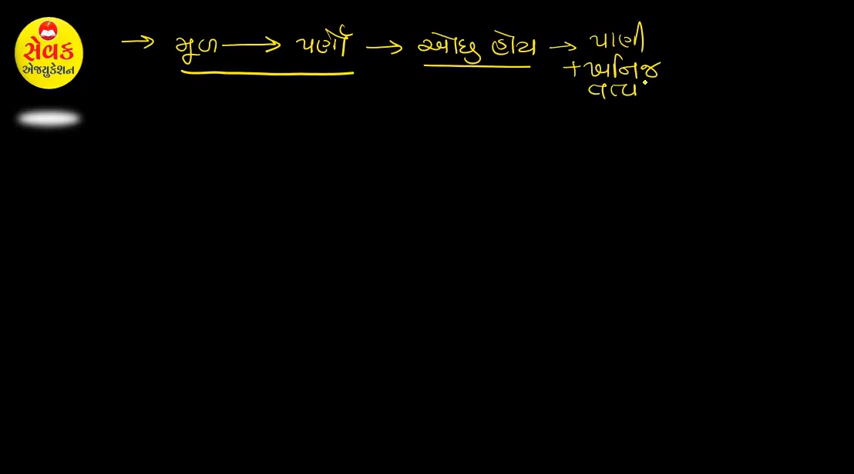 સેવક
એજ્યુકેશન
→ મૂળ → પર્ણો → ઓછુ હોય → પાણી
+ ખનિજ
તત્વ